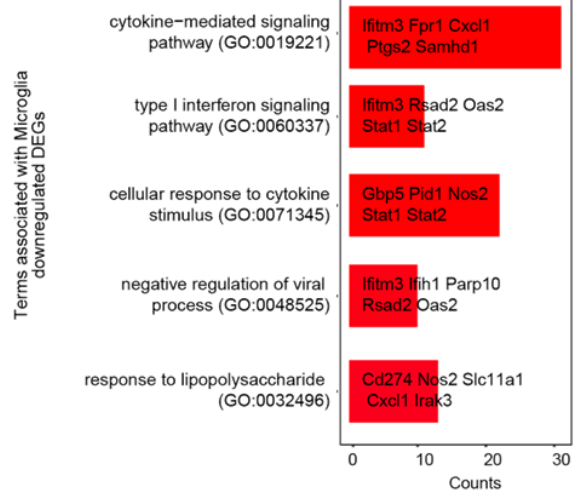 Terms associated with Microglia
downregulated DEGs
cytokine−mediated signaling
pathway (GO:0019221)
Ifitm3 Fpr1 Cxcl1
Ptgs2 Samhd1
type I interferon signaling
pathway (GO:0060337)
Ifitm3 Rsad2 Oas2
Stat1 Stat2
cellular response to cytokine
stimulus (GO:0071345)
Gbp5 Pid1 Nos2
Stat1 Stat2
negative regulation of viral
process (GO:0048525)
Ifitm3 Ifih1 Parp10
Rsad2 Oas2
response to lipopolysaccharide
(GO:0032496)
Cd274 Nos2 Slc11a1
Cxcl1 Irak3
0 10 20 30
Counts